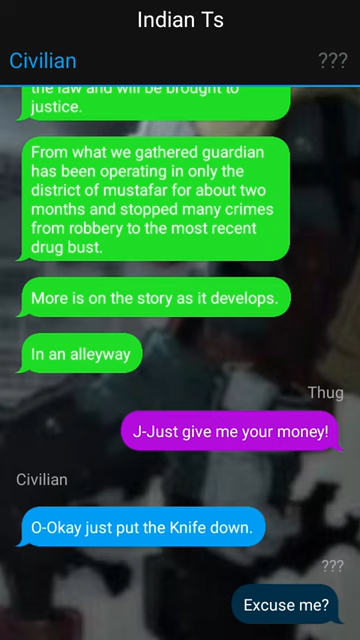 Indian Ts
Civilian ???
the law and will be brought to
justice.
From what we gathered guardian
has been operating in only the
district of mustafar for about two
months and stopped many crimes
from robbery to the most recent
drug bust.
More is on the story as it develops.
In an alleyway
Thug
J-Just give me your money!
Civilian
O-Okay just put the Knife down.
???
Excuse me?